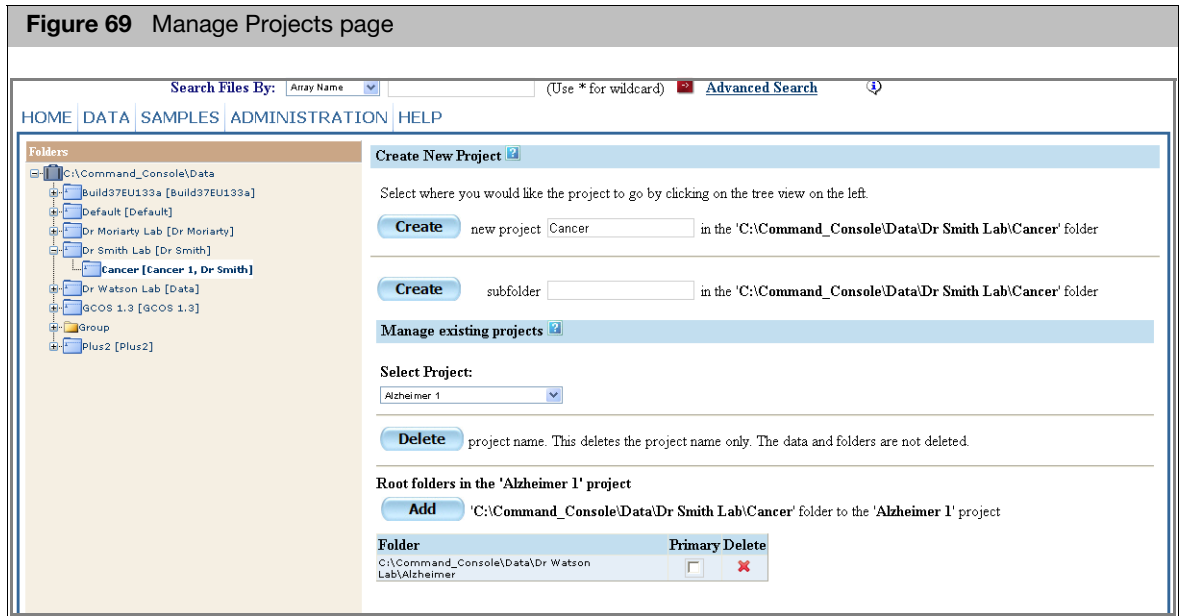 Figure 69 Manage Projects page
Search Files By: Array Name (Use * for wildcard) Advanced Search
HOME DATA SAMPLES ADMINISTRATION HELP
Folders
C:\Command_Console\Data
Build37EU133a [Build37EU133a]
Default [Default]
Dr Moriarty Lab [Dr Moriarty]
Dr Smith Lab [Dr Smith]
Cancer [Cancer 1, Dr Smith]
Dr Watson Lab [Data]
GCOS 1.3 [GCOS 1.3]
Group
Plus2 [Plus2]
Create New Project ?
Select where you would like the project to go by clicking on the tree view on the left.
Create new project Cancer in the 'C:\Command_Console\Data\Dr Smith Lab\Cancer' folder
Create subfolder in the 'C:\Command_Console\Data\Dr Smith Lab\Cancer' folder
Manage existing projects ?
Select Project:
Alzheimer 1
Delete project name. This deletes the project name only. The data and folders are not deleted.
Root folders in the 'Alzheimer 1' project
Add 'C:\Command_Console\Data\Dr Smith Lab\Cancer' folder to the 'Alzheimer 1' project
Folder Primary Delete
C:\Command_Console\Data\Dr Watson
Lab\Alzheimer